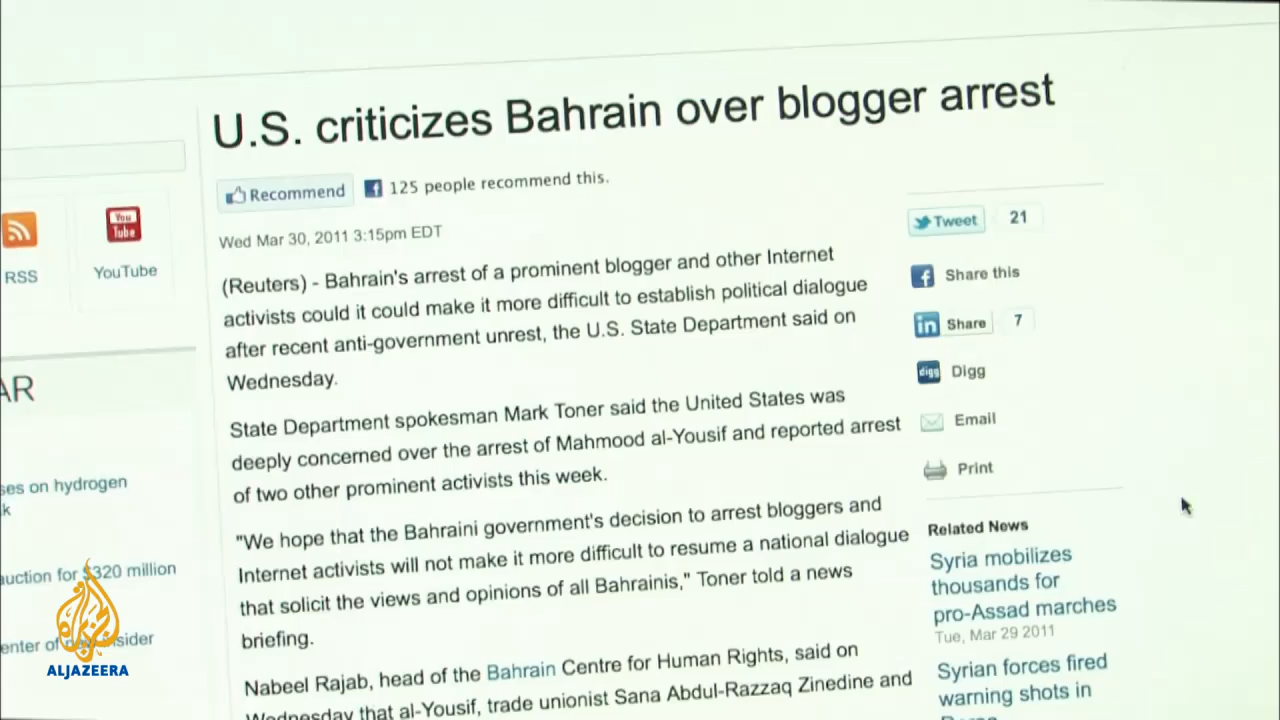 U.S. criticizes Bahrain over blogger arrest
Recommend
125 people recommend this.
Wed Mar 30, 2011 3:15pm EDT
(Reuters) - Bahrain's arrest of a prominent blogger and other Internet
activists could it could make it more difficult to establish political dialogue
after recent anti-government unrest, the U.S. State Department said on
Wednesday.
State Department spokesman Mark Toner said the United States was
deeply concerned over the arrest of Mahmood al-Yousif and reported arrest
of two other prominent activists this week.
"We hope that the Bahraini government's decision to arrest bloggers and
Internet activists will not make it more difficult to resume a national dialogue
that solicit the views and opinions of all Bahrainis," Toner told a news
briefing.
Nabeel Rajab, head of the Bahrain Centre for Human Rights, said on
Wednesday that al-Yousif, trade unionist Sana Abdul-Razzaq Zinedine and
You
Tube
RSS
YouTube
AR
ses on hydrogen
k
auction for $320 million
enter of new insider
الجزيرة
ALJAZEERA
Tweet
21
Share this
in
Share
7
digg
Digg
Email
Print
Related News
Syria mobilizes
thousands for
pro-Assad marches
Tue, Mar 29 2011
Syrian forces fired
warning shots in